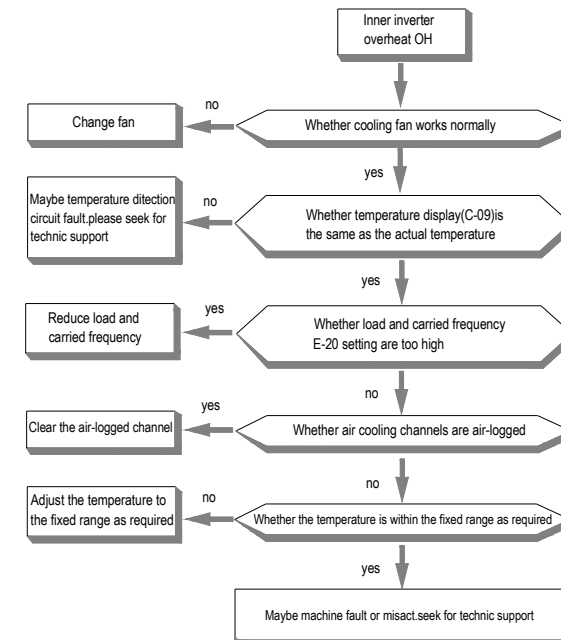 Inner inverter
overheat OH
no
Change fan
Whether cooling fan works normally
yes
Maybe temperature ditection
circuit fault.please seek for
technic support
no
Whether temperature display(C-09)is
the same as the actual temperature
yes
Reduce load and
carried frequency
yes
Whether load and carried frequency
E-20 setting are too high
no
Clear the air-logged channel
yes
Whether air cooling channels are air-logged
no
Adjust the temperature to
the fixed range as required
no
Whether the temperature is within the fixed range as required
yes
Maybe machine fault or misact.seek for technic support